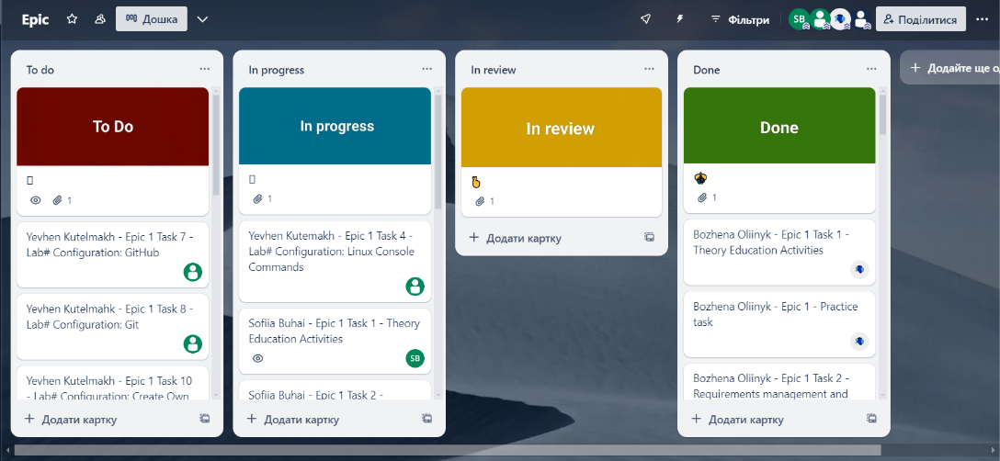 Epic
Дошка
Фільтри
SB
Поділитися
To do
To Do
1
Yevhen Kutelmakh - Epic 1 Task 7 -
Lab# Configuration: GitHub
Yevhen Kutelmakh - Epic 1 Task 8 -
Lab# Configuration: Git
Yevhen Kutelmakh - Epic 1 Task 10
- Lab# Configuration: Create Own
Додати картку
In progress
In progress
1
Yevhen Kutemakh - Epic 1 Task 4 -
Lab# Configuration: Linux Console
Commands
Sofiia Buhai - Epic 1 Task 1 - Theory
Education Activities
SB
Sofiia Buhai - Epic 1 Task 2 -
Додати картку
In review
In review
1
Додати картку
Done
Done
1
Bozhena Oliinyk - Epic 1 Task 1 -
Theory Education Activities
Bozhena Oliinyk - Epic 1 - Practice
task
Bozhena Oliinyk - Epic 1 Task 2 -
Requirements management and
Додати картку
Додайте ще о